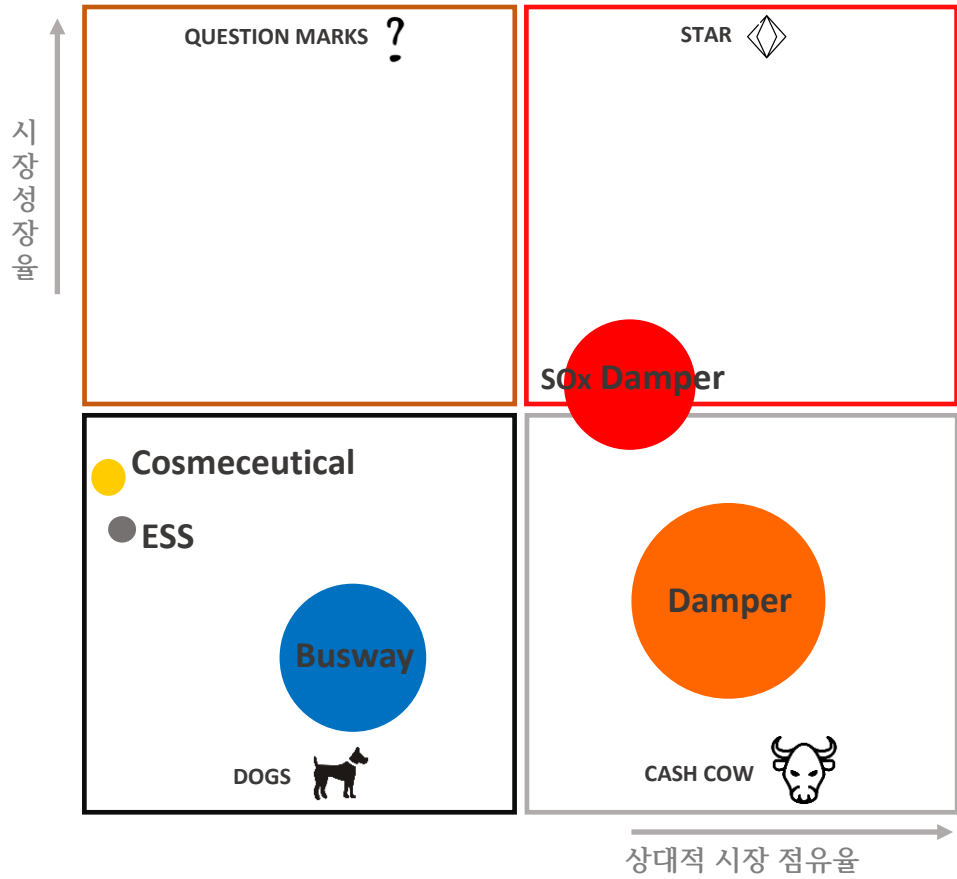 QUESTION MARKS ?
STAR
시장성장율
SOx Damper
Cosmeceutical
ESS
Damper
Busway
DOGS
CASH COW
상대적 시장 점유율